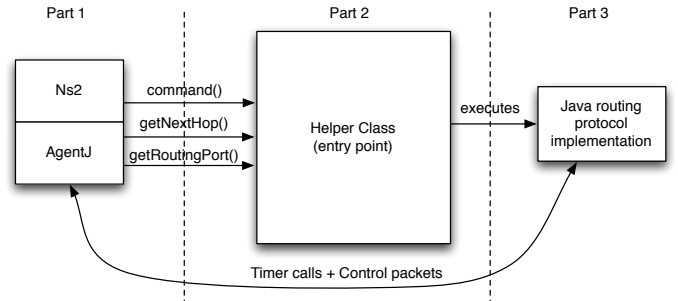 Part 1
Part 2
Part 3
Ns2
AgentJ
command()
getNextHop()
getRoutingPort()
Helper Class
(entry point)
executes
Java routing
protocol
implementation
Timer calls + Control packets